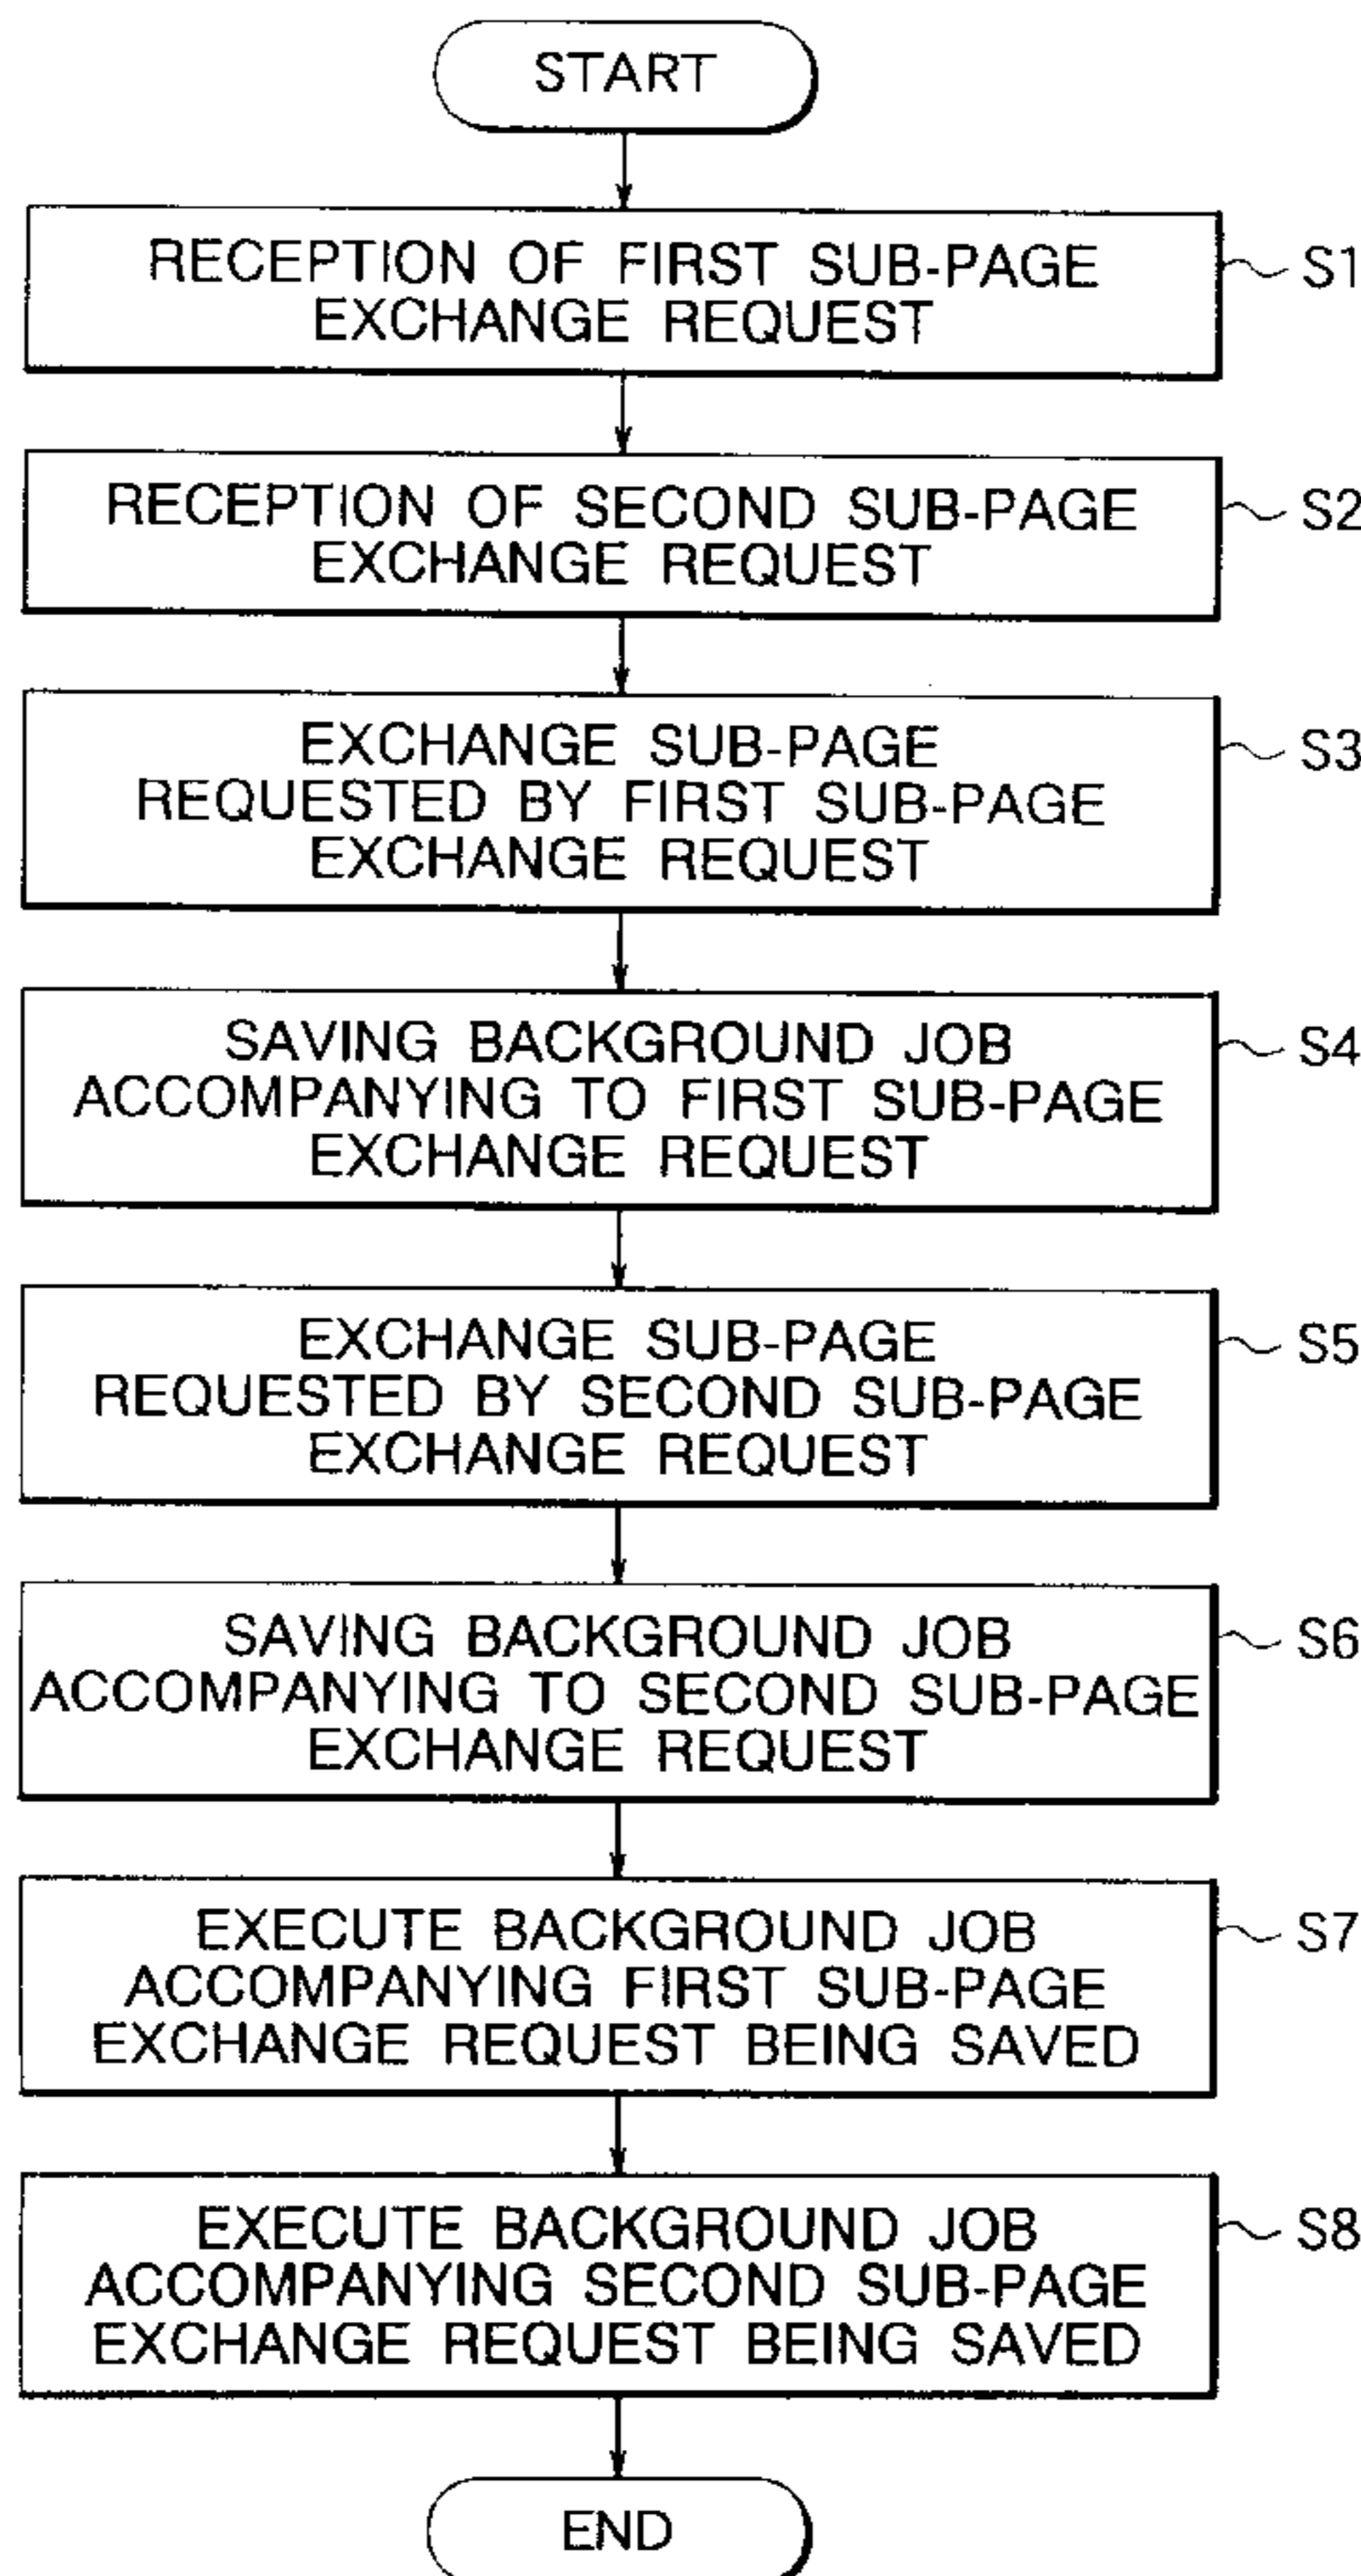 START
RECEPTION OF FIRST SUB-PAGE
EXCHANGE REQUEST
S1
RECEPTION OF SECOND SUB-PAGE
EXCHANGE REQUEST
S2
EXCHANGE SUB-PAGE
REQUESTED BY FIRST SUB-PAGE
EXCHANGE REQUEST
S3
SAVING BACKGROUND JOB
ACCOMPANYING TO FIRST SUB-PAGE
EXCHANGE REQUEST
S4
EXCHANGE SUB-PAGE
REQUESTED BY SECOND SUB-PAGE
EXCHANGE REQUEST
S5
SAVING BACKGROUND JOB
ACCOMPANYING TO SECOND SUB-PAGE
EXCHANGE REQUEST
S6
EXECUTE BACKGROUND JOB
ACCOMPANYING FIRST SUB-PAGE
EXCHANGE REQUEST BEING SAVED
S7
EXECUTE BACKGROUND JOB
ACCOMPANYING SECOND SUB-PAGE
EXCHANGE REQUEST BEING SAVED
S8
END